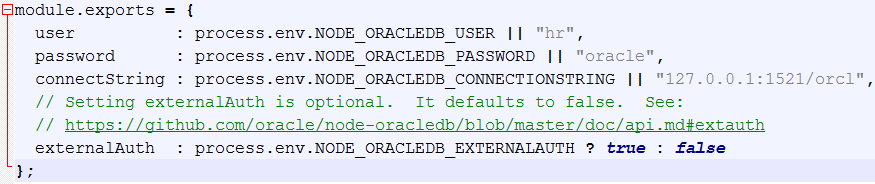 module.exports = {
  user          : process.env.NODE_ORACLEDB_USER || "hr",
  password      : process.env.NODE_ORACLEDB_PASSWORD || "oracle",
  connectString : process.env.NODE_ORACLEDB_CONNECTIONSTRING || "127.0.0.1:1521/orcl",
  // Setting externalAuth is optional.  It defaults to false.  See:
  // https://github.com/oracle/node-oracledb/blob/master/doc/api.md#extauth
  externalAuth  : process.env.NODE_ORACLEDB_EXTERNALAUTH ? true : false
};